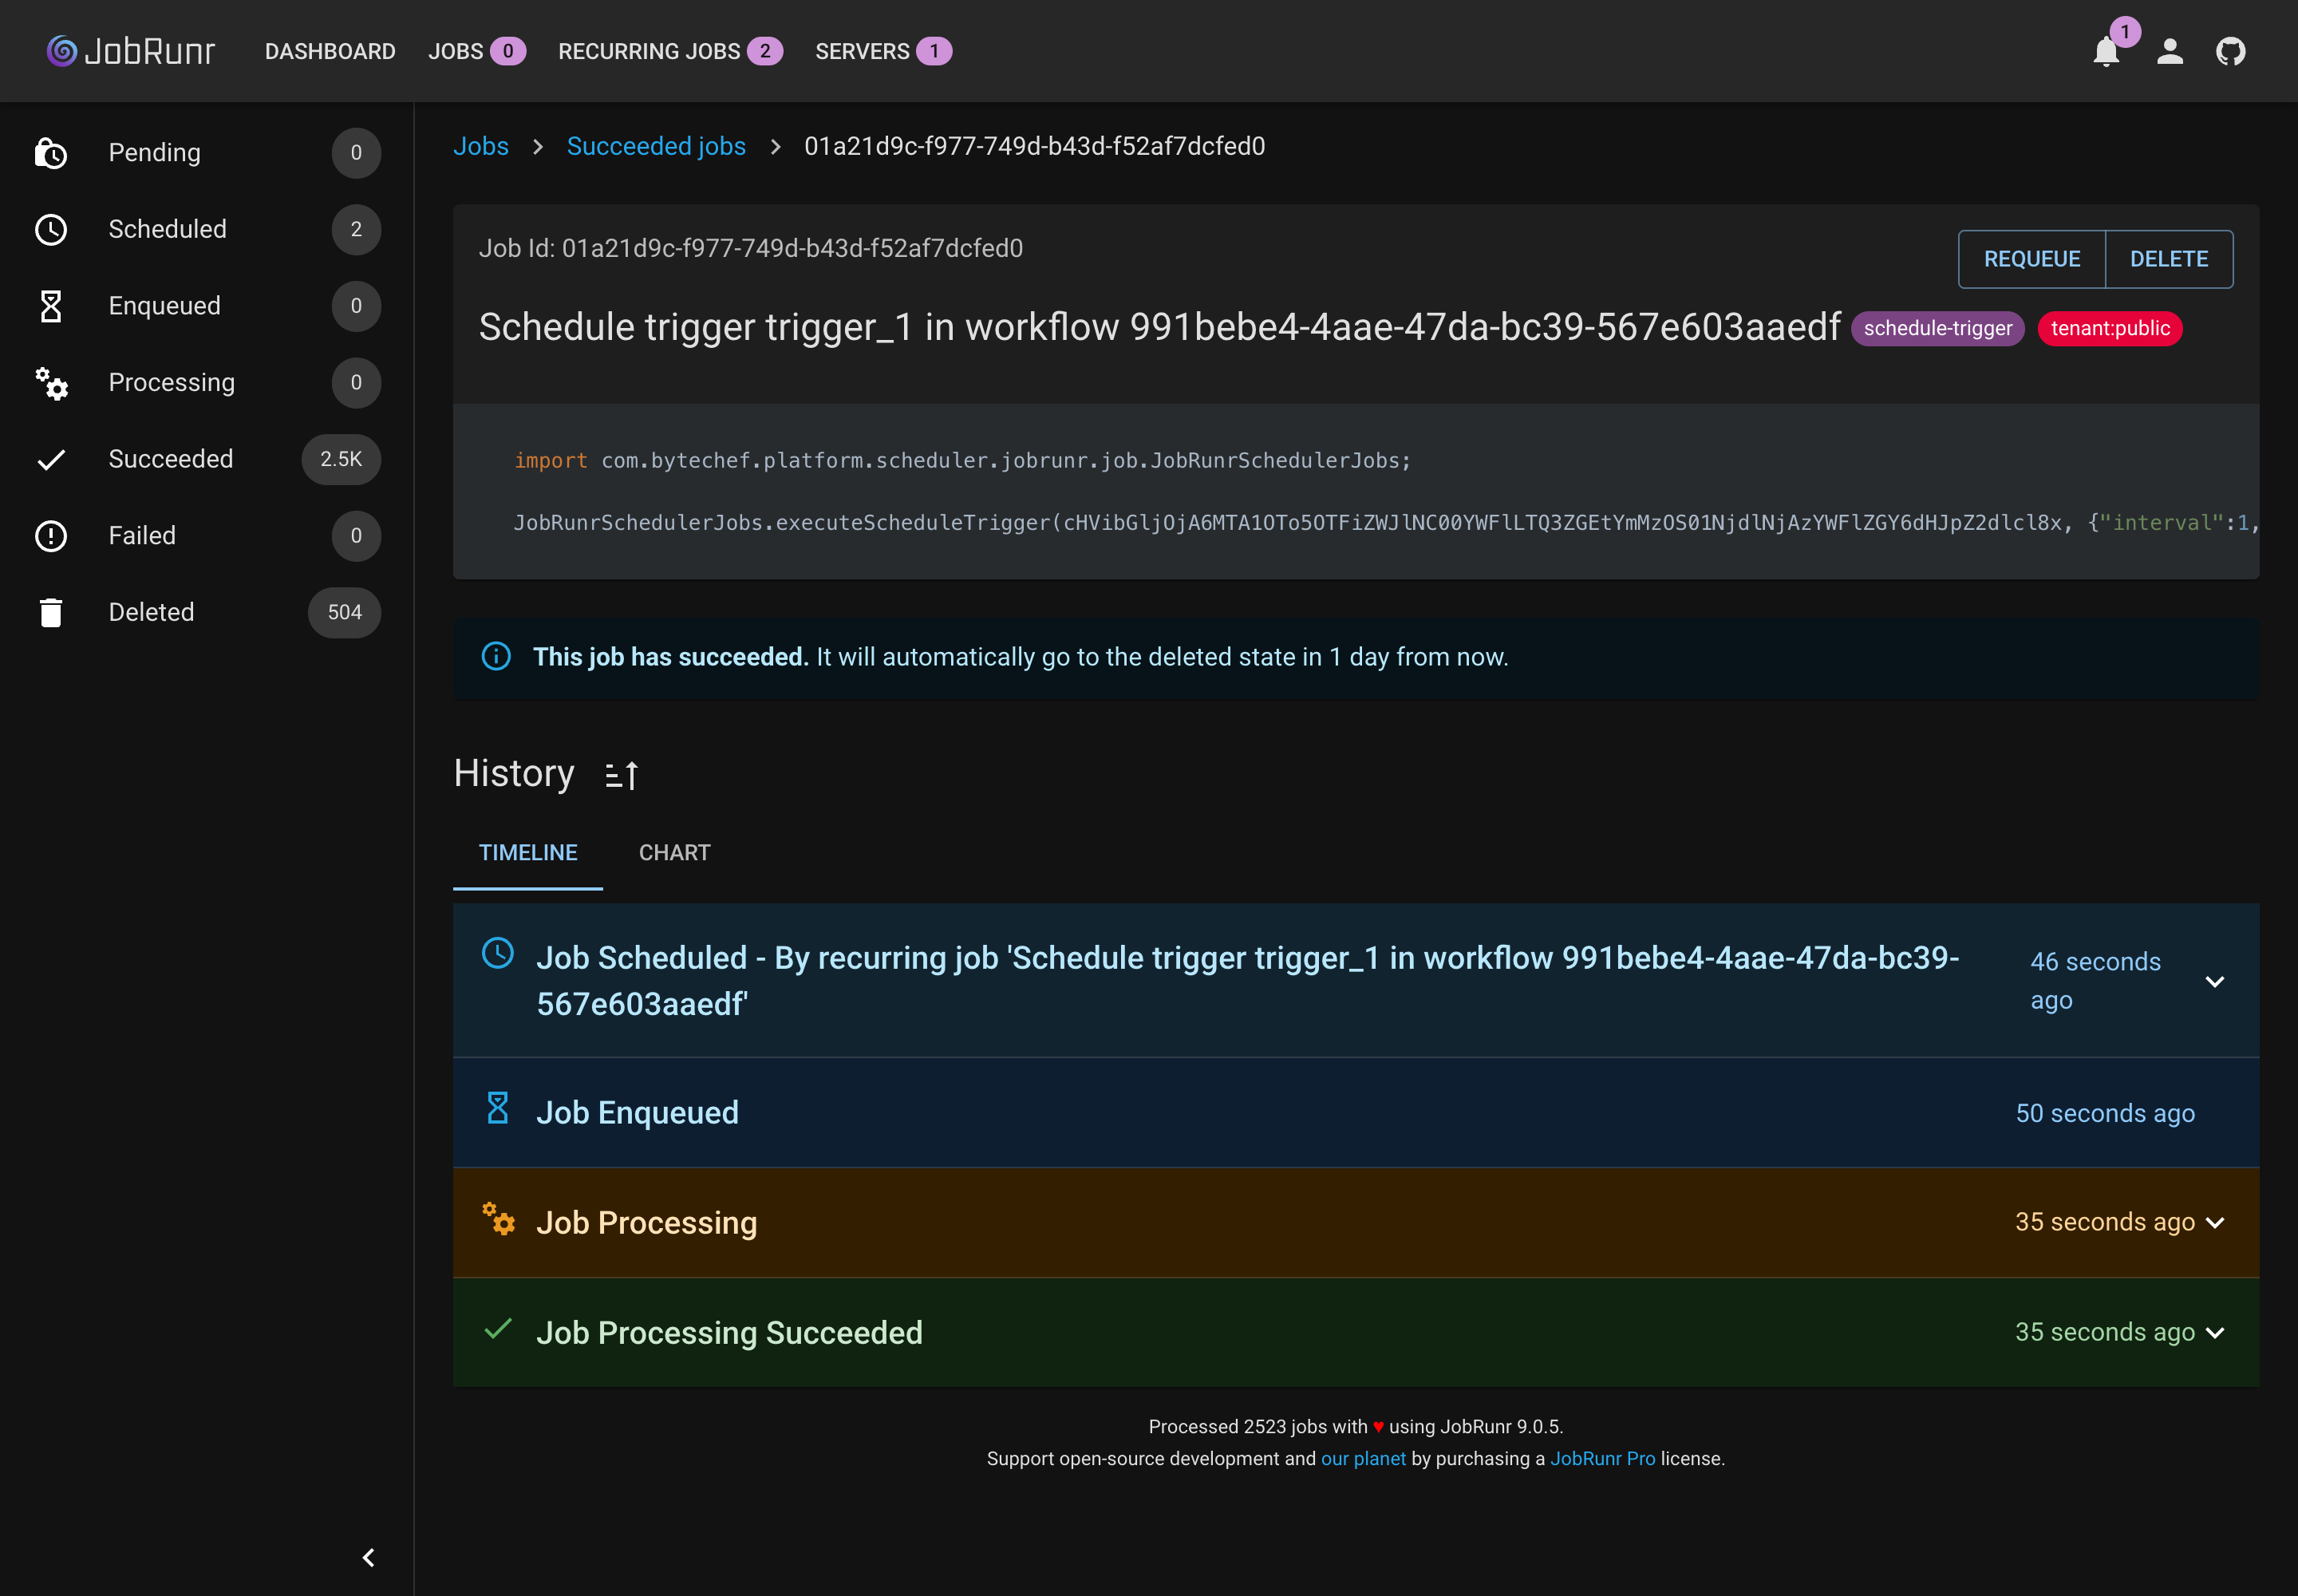 JobRunr
DASHBOARD
JOBS 0
RECURRING JOBS 2
SERVERS 1
1
Pending 0
Scheduled 2
Enqueued 0
Processing 0
Succeeded 2.5K
Failed 0
Deleted 504
Jobs > Succeeded jobs > 01a21d9c-f977-749d-b43d-f52af7dcfed0
Job Id: 01a21d9c-f977-749d-b43d-f52af7dcfed0
REQUEUE DELETE
Schedule trigger trigger_1 in workflow 991bebe4-4aae-47da-bc39-567e603aaedf schedule-trigger tenant:public
import com.bytechef.platform.scheduler.jobrunr.job.JobRunrSchedulerJobs;
JobRunrSchedulerJobs.executeScheduleTrigger(cHVibGljOjA6MTA1OTo5OTFiZWJlNC00YWFlLTQ3ZGEtYmMzOS01NjdlNjAzYWFlZGY6dHJpZ2dlcl8x, {"interval":1,
This job has succeeded. It will automatically go to the deleted state in 1 day from now.
History
TIMELINE CHART
Job Scheduled - By recurring job 'Schedule trigger trigger_1 in workflow 991bebe4-4aae-47da-bc39-
567e603aaedf'
46 seconds
ago
Job Enqueued 50 seconds ago
Job Processing 35 seconds ago
Job Processing Succeeded 35 seconds ago
Processed 2523 jobs with ♥ using JobRunr 9.0.5.
Support open-source development and our planet by purchasing a JobRunr Pro license.